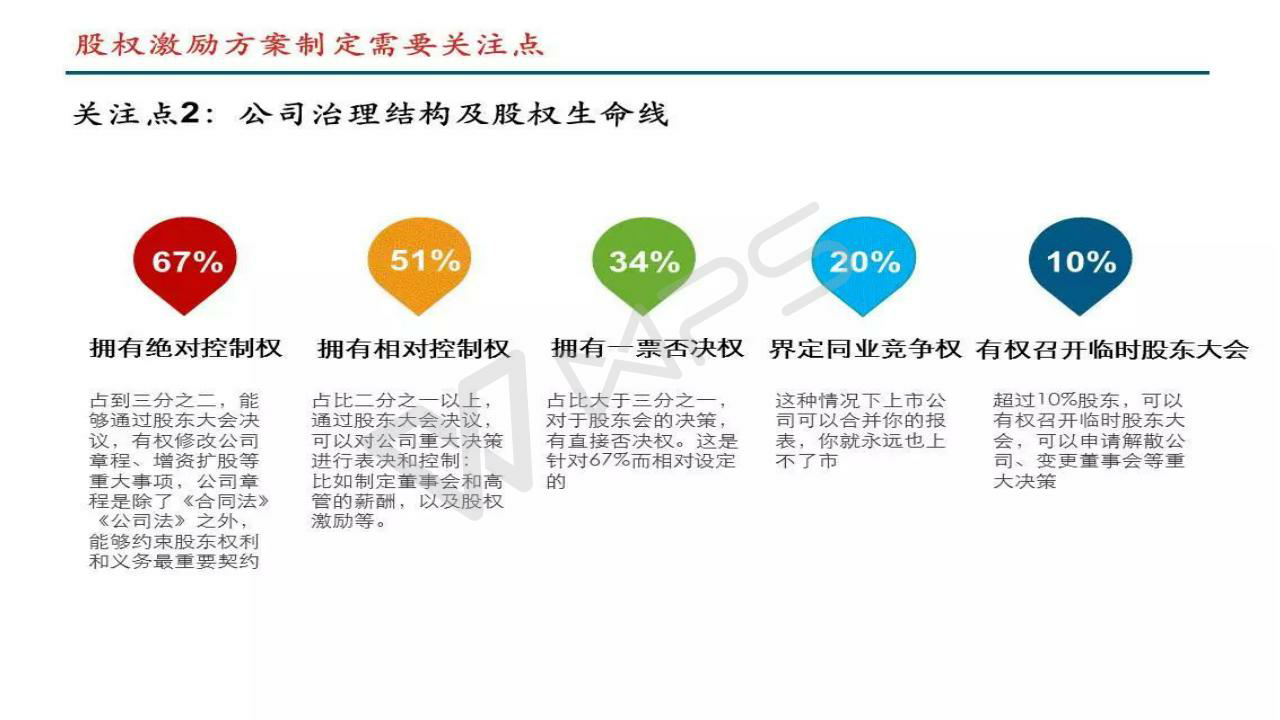 股权激励方案制定需要关注点
关注点2：公司治理结构及股权生命线
67%
51%
34%
20%
10%
拥有绝对控制权
拥有相对控制权
拥有一票否决权
界定同业竞争权
有权召开临时股东大会
占到三分之二，能
够通过股东大会决
议，有权修改公司
章程、增资扩股等
重大事项，公司章
程是除了《合同法》
《公司法》之外，
能够约束股东权利
和义务最重要契约
占比二分之一以上，
通过股东大会决议，
可以对公司重大决策
进行表决和控制：
比如制定董事会和高
管的薪酬，以及股权
激励等。
占比大于三分之一，
对于股东会的决策，
有直接否决权。这是
针对67%而相对设定
的
这种情况下上市公
司可以合并你的报
表，你就永远也上
不了市
超过10%股东，可以
有权召开临时股东大
会，可以申请解散公
司、变更董事会等重
大决策
WPS